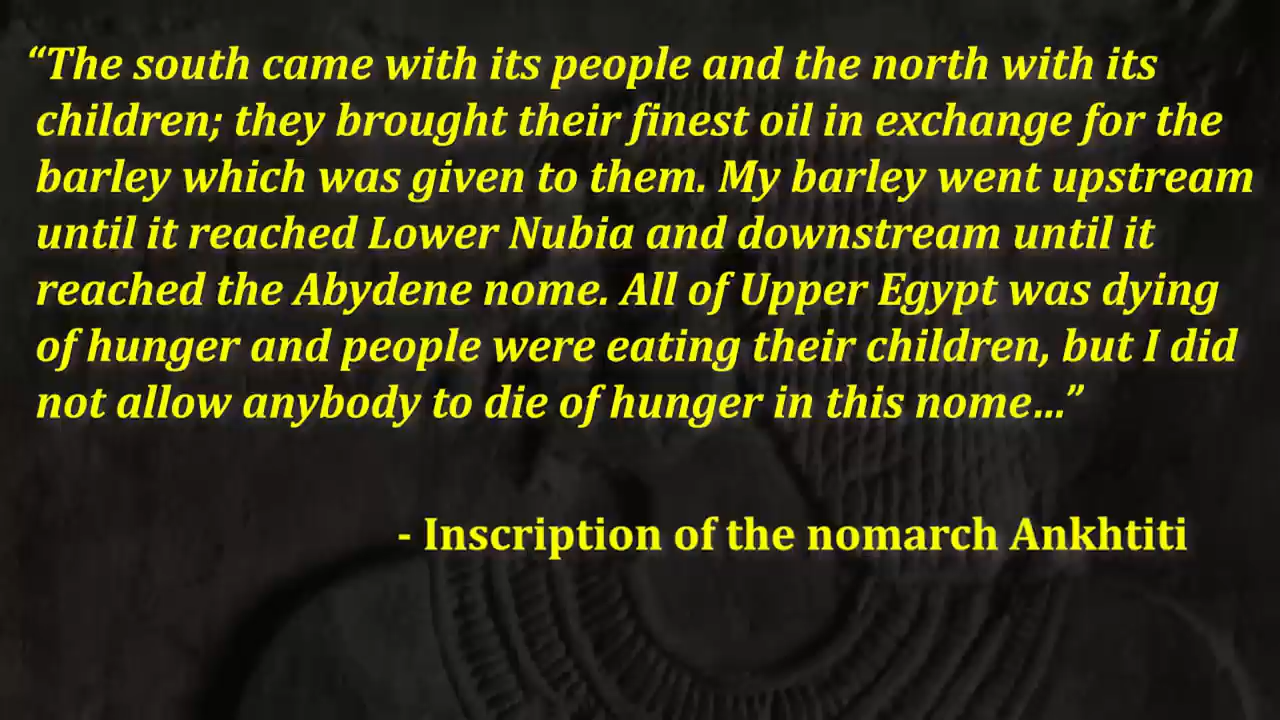 “The south came with its people and the north with its
children; they brought their finest oil in exchange for the
barley which was given to them. My barley went upstream
until it reached Lower Nubia and downstream until it
reached the Abydene nome. All of Upper Egypt was dying
of hunger and people were eating their children, but I did
not allow anybody to die of hunger in this nome…”
- Inscription of the nomarch Ankhtiti